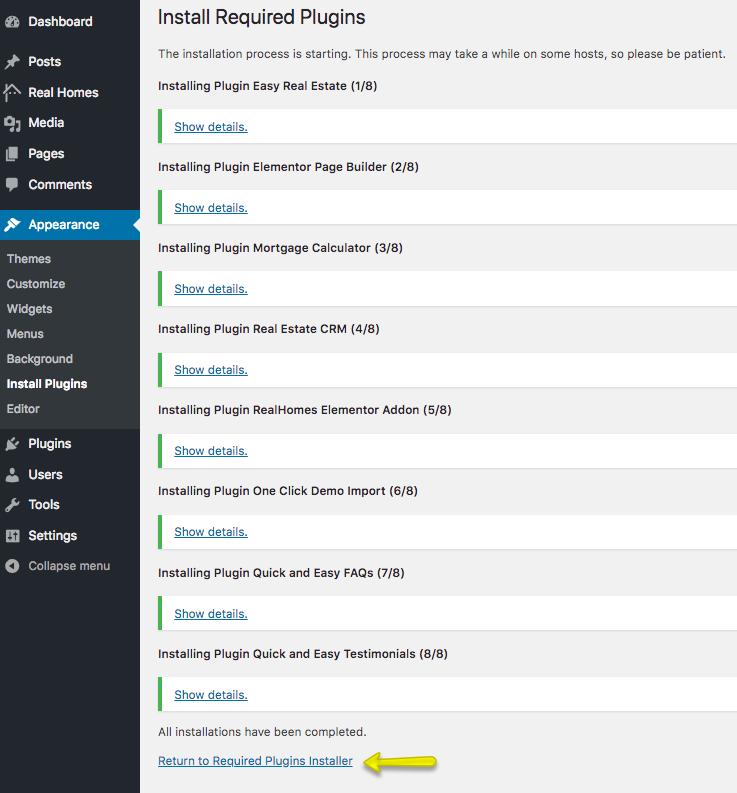 Dashboard
Posts
Real Homes
Media
Pages
Comments
Appearance
Themes
Customize
Widgets
Menus
Background
Install Plugins
Editor
Plugins
Users
Tools
Settings
Collapse menu
Install Required Plugins
The installation process is starting. This process may take a while on some hosts, so please be patient.
Installing Plugin Easy Real Estate (1/8)
Show details.
Installing Plugin Elementor Page Builder (2/8)
Show details.
Installing Plugin Mortgage Calculator (3/8)
Show details.
Installing Plugin Real Estate CRM (4/8)
Show details.
Installing Plugin RealHomes Elementor Addon (5/8)
Show details.
Installing Plugin One Click Demo Import (6/8)
Show details.
Installing Plugin Quick and Easy FAQs (7/8)
Show details.
Installing Plugin Quick and Easy Testimonials (8/8)
Show details.
All installations have been completed.
Return to Required Plugins Installer